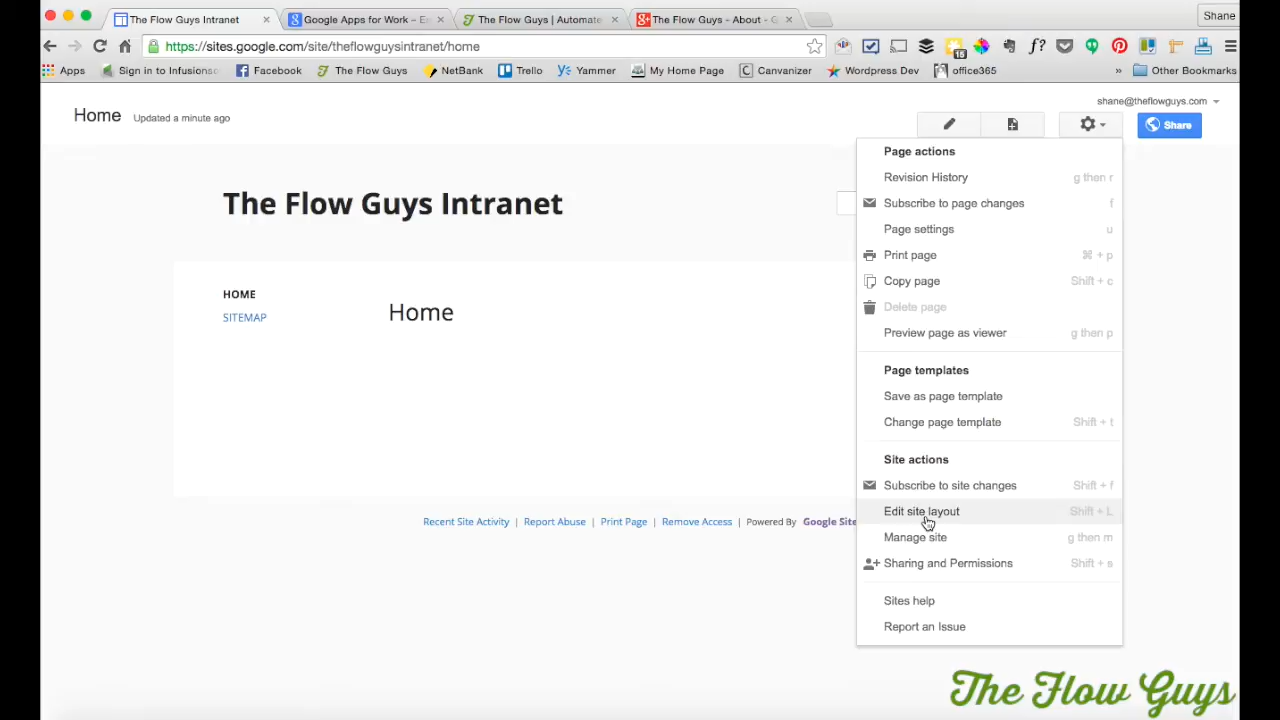 The Flow Guys Intranet
Google Apps for Work – E
The Flow Guys | Automate
The Flow Guys - About - G
Shane
https://sites.google.com/site/theflowguysintranet/home
15
f?
Apps
Sign in to Infusions
Facebook
The Flow Guys
NetBank
Trello
Yammer
My Home Page
Canvanizer
Wordpress Dev
office365
»
Other Bookmarks
Home
Updated a minute ago
shane@theflowguys.com
Share
The Flow Guys Intranet
HOME
SITEMAP
Home
Page actions
Revision History g then r
Subscribe to page changes f
Page settings u
Print page ⌘ + p
Copy page Shift + c
Delete page
Preview page as viewer g then p
Page templates
Save as page template
Change page template Shift + t
Site actions
Subscribe to site changes Shift + f
Edit site layout Shift + L
Manage site g then m
Sharing and Permissions Shift + s
Sites help
Report an Issue
Recent Site Activity | Report Abuse | Print Page | Remove Access | Powered By Google Site
The Flow Guys